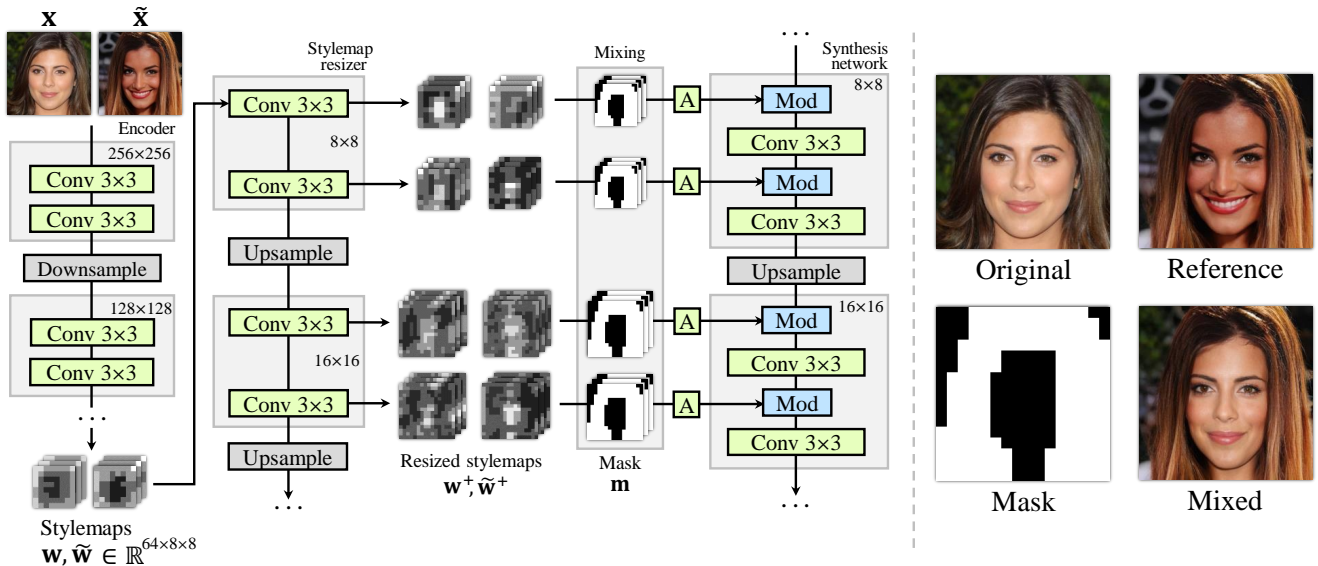 x
x̃
Encoder
256×256
Conv 3×3
Conv 3×3
Downsample
128×128
Conv 3×3
Conv 3×3
...
Stylemaps
w, w̃ ∈ ℝ^64×8×8
Stylemap
resizer
Conv 3×3
8×8
Conv 3×3
Upsample
Conv 3×3
16×16
Conv 3×3
Upsample
...
Resized stylemaps
w⁺, w̃⁺
Mixing
Mask
m
A
A
A
A
...
Synthesis
network
8×8
Mod
Conv 3×3
Mod
Conv 3×3
Upsample
16×16
Mod
Conv 3×3
Mod
Conv 3×3
...
Original
Reference
Mask
Mixed